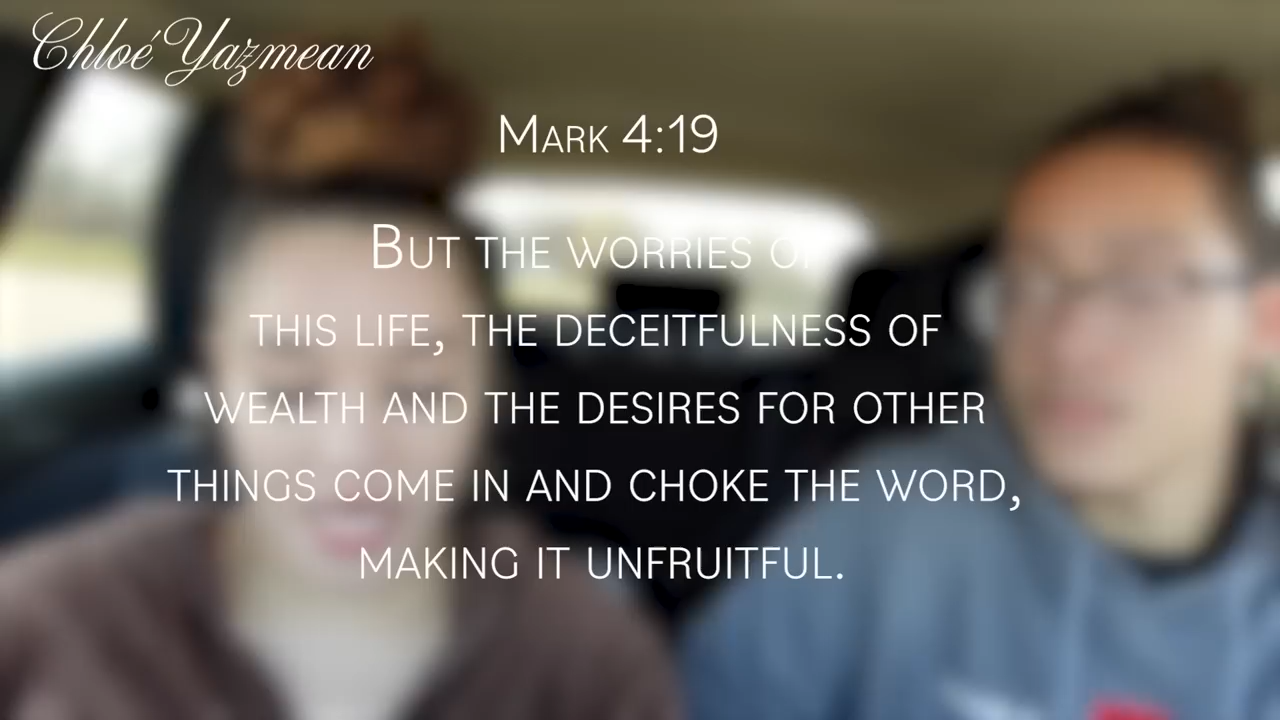 Chloé Yazmean
Mark 4:19
But the worries of
this life, the deceitfulness of
wealth and the desires for other
things come in and choke the word,
making it unfruitful.